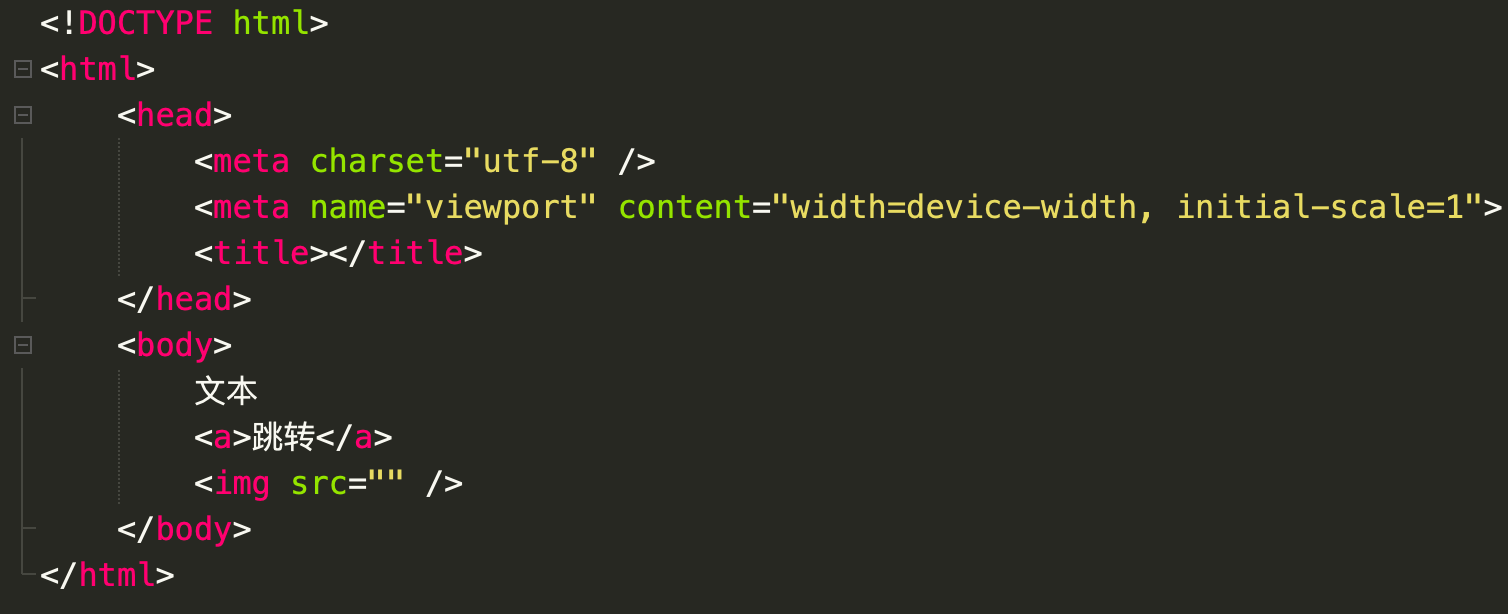 <!DOCTYPE html>
<html>
    <head>
        <meta charset="utf-8" />
        <meta name="viewport" content="width=device-width, initial-scale=1">
        <title></title>
    </head>
    <body>
        文本
        <a>跳转</a>
        <img src="" />
    </body>
</html>